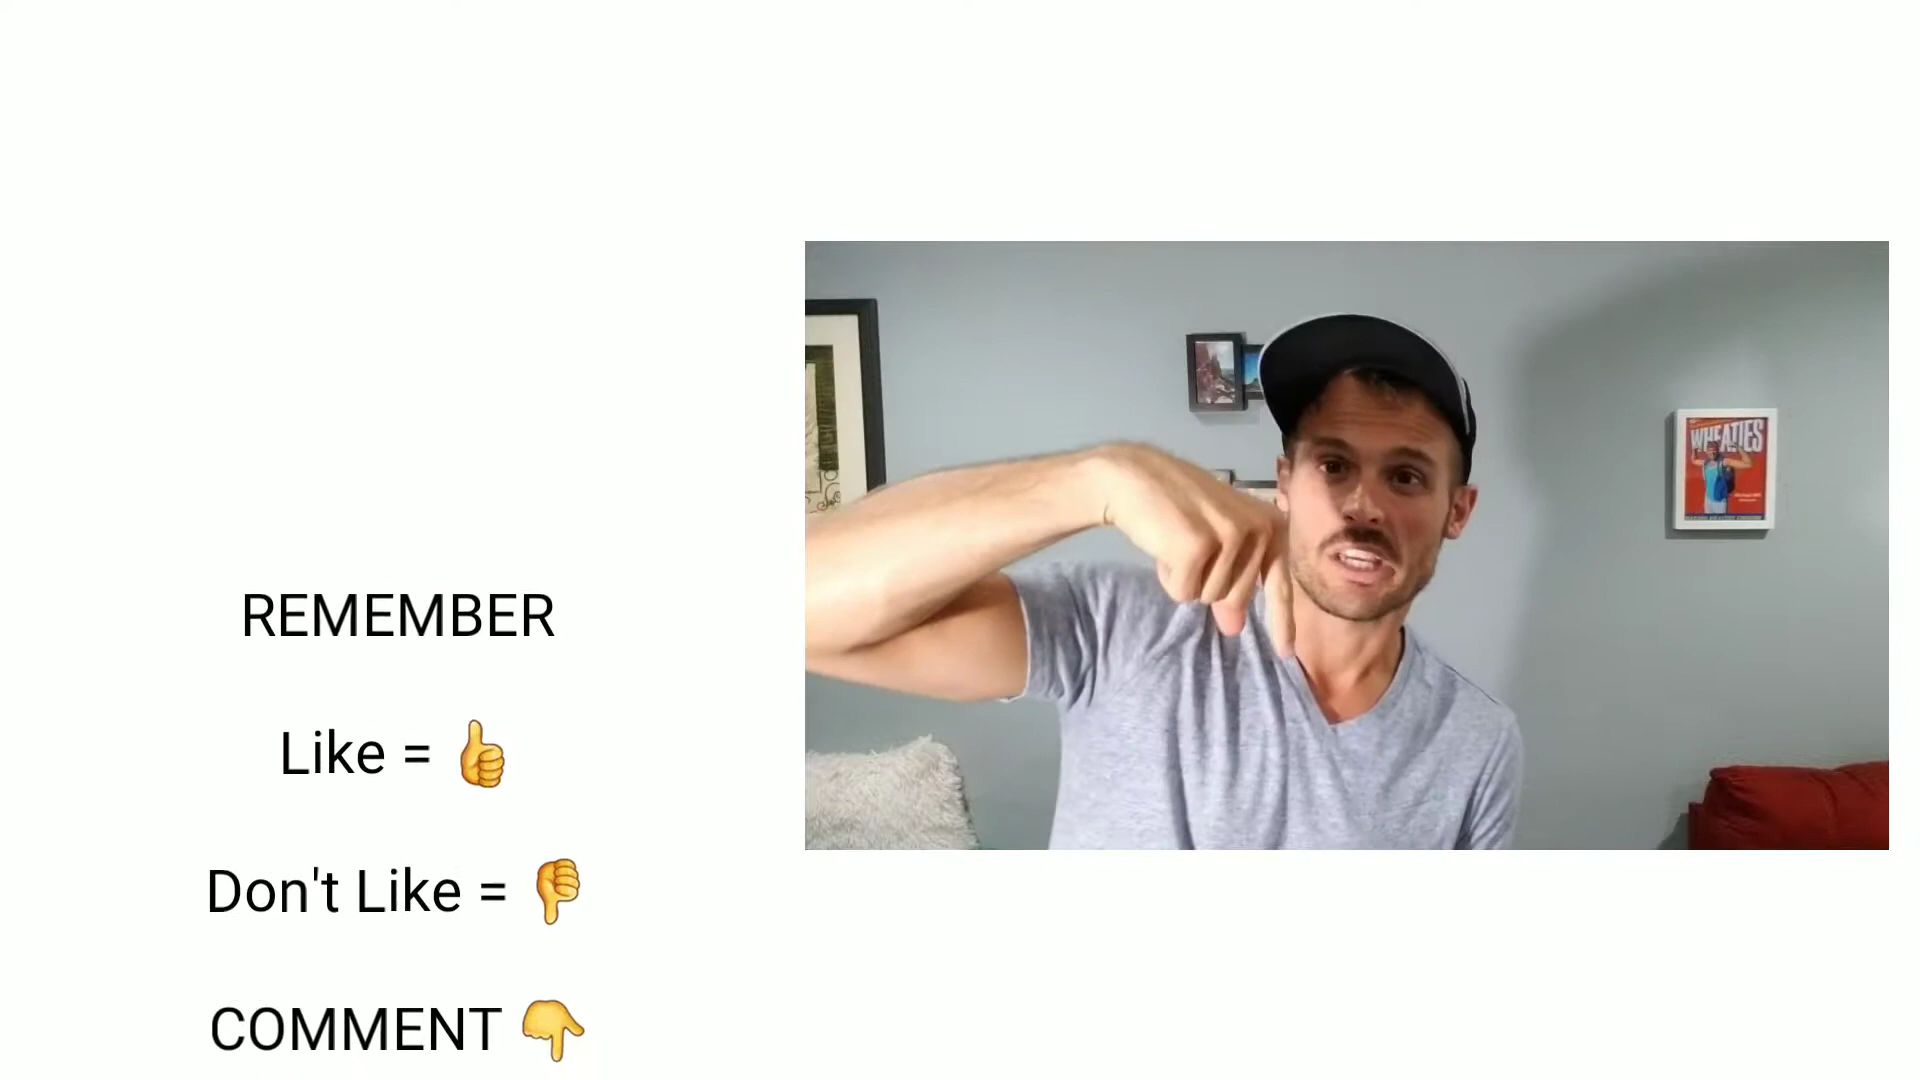 REMEMBER
Like = 👍
Don't Like = 👎
COMMENT 👇
WHEATIES